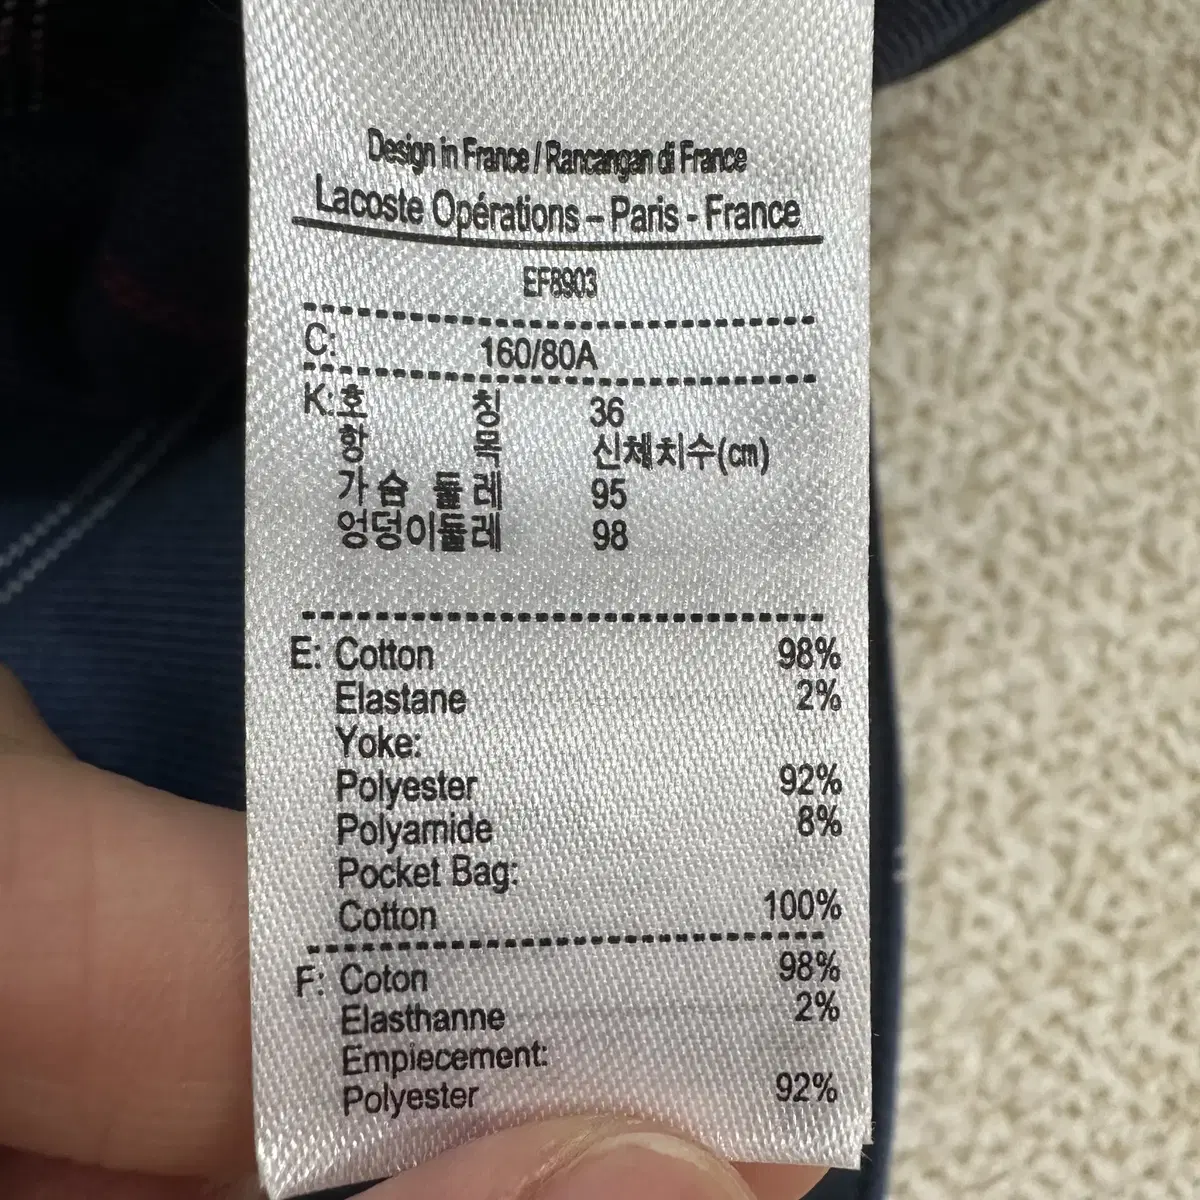 Design in France / Rancangan di France
Lacoste Opérations – Paris - France
EF8903
C: 160/80A
K: 호 칭 36
항 목 신체치수(cm)
가 슴 둘 레 95
엉덩이둘레 98
E: Cotton 98%
Elastane 2%
Yoke:
Polyester 92%
Polyamide 8%
Pocket Bag:
Cotton 100%
F: Coton 98%
Elasthanne 2%
Empiecement:
Polyester 92%